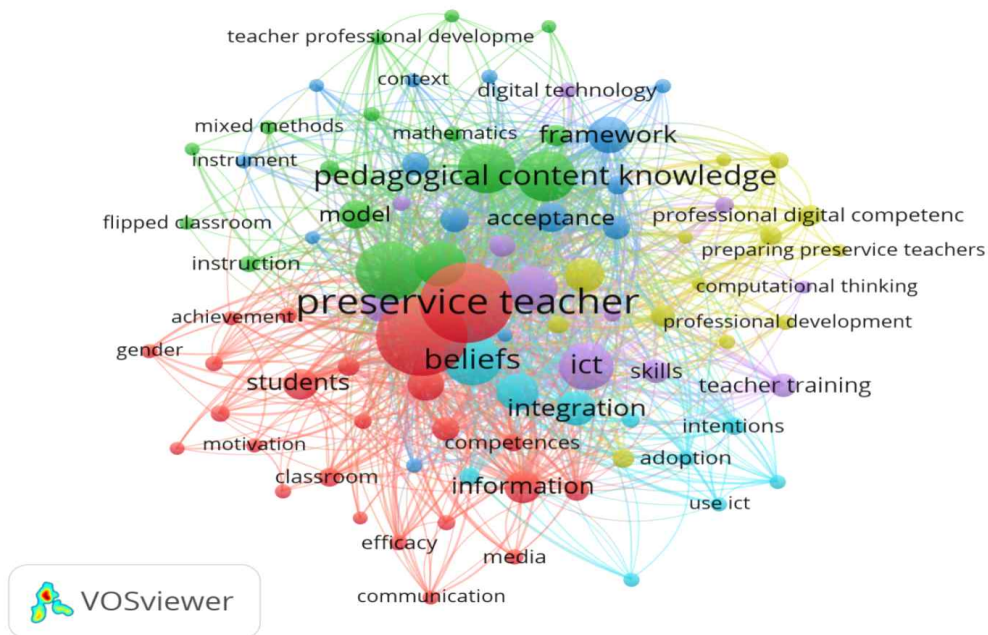 teacher professional developme
context
digital technology
mixed methods
mathematics
framework
instrument
pedagogical content knowledge
flipped classroom
model
acceptance
professional digital competenc
instruction
preparing preservice teachers
computational thinking
preservice teacher
achievement
professional development
gender
beliefs
ict
skills
students
teacher training
integration
intentions
motivation
competences
adoption
classroom
information
use ict
efficacy
media
communication
VOSviewer